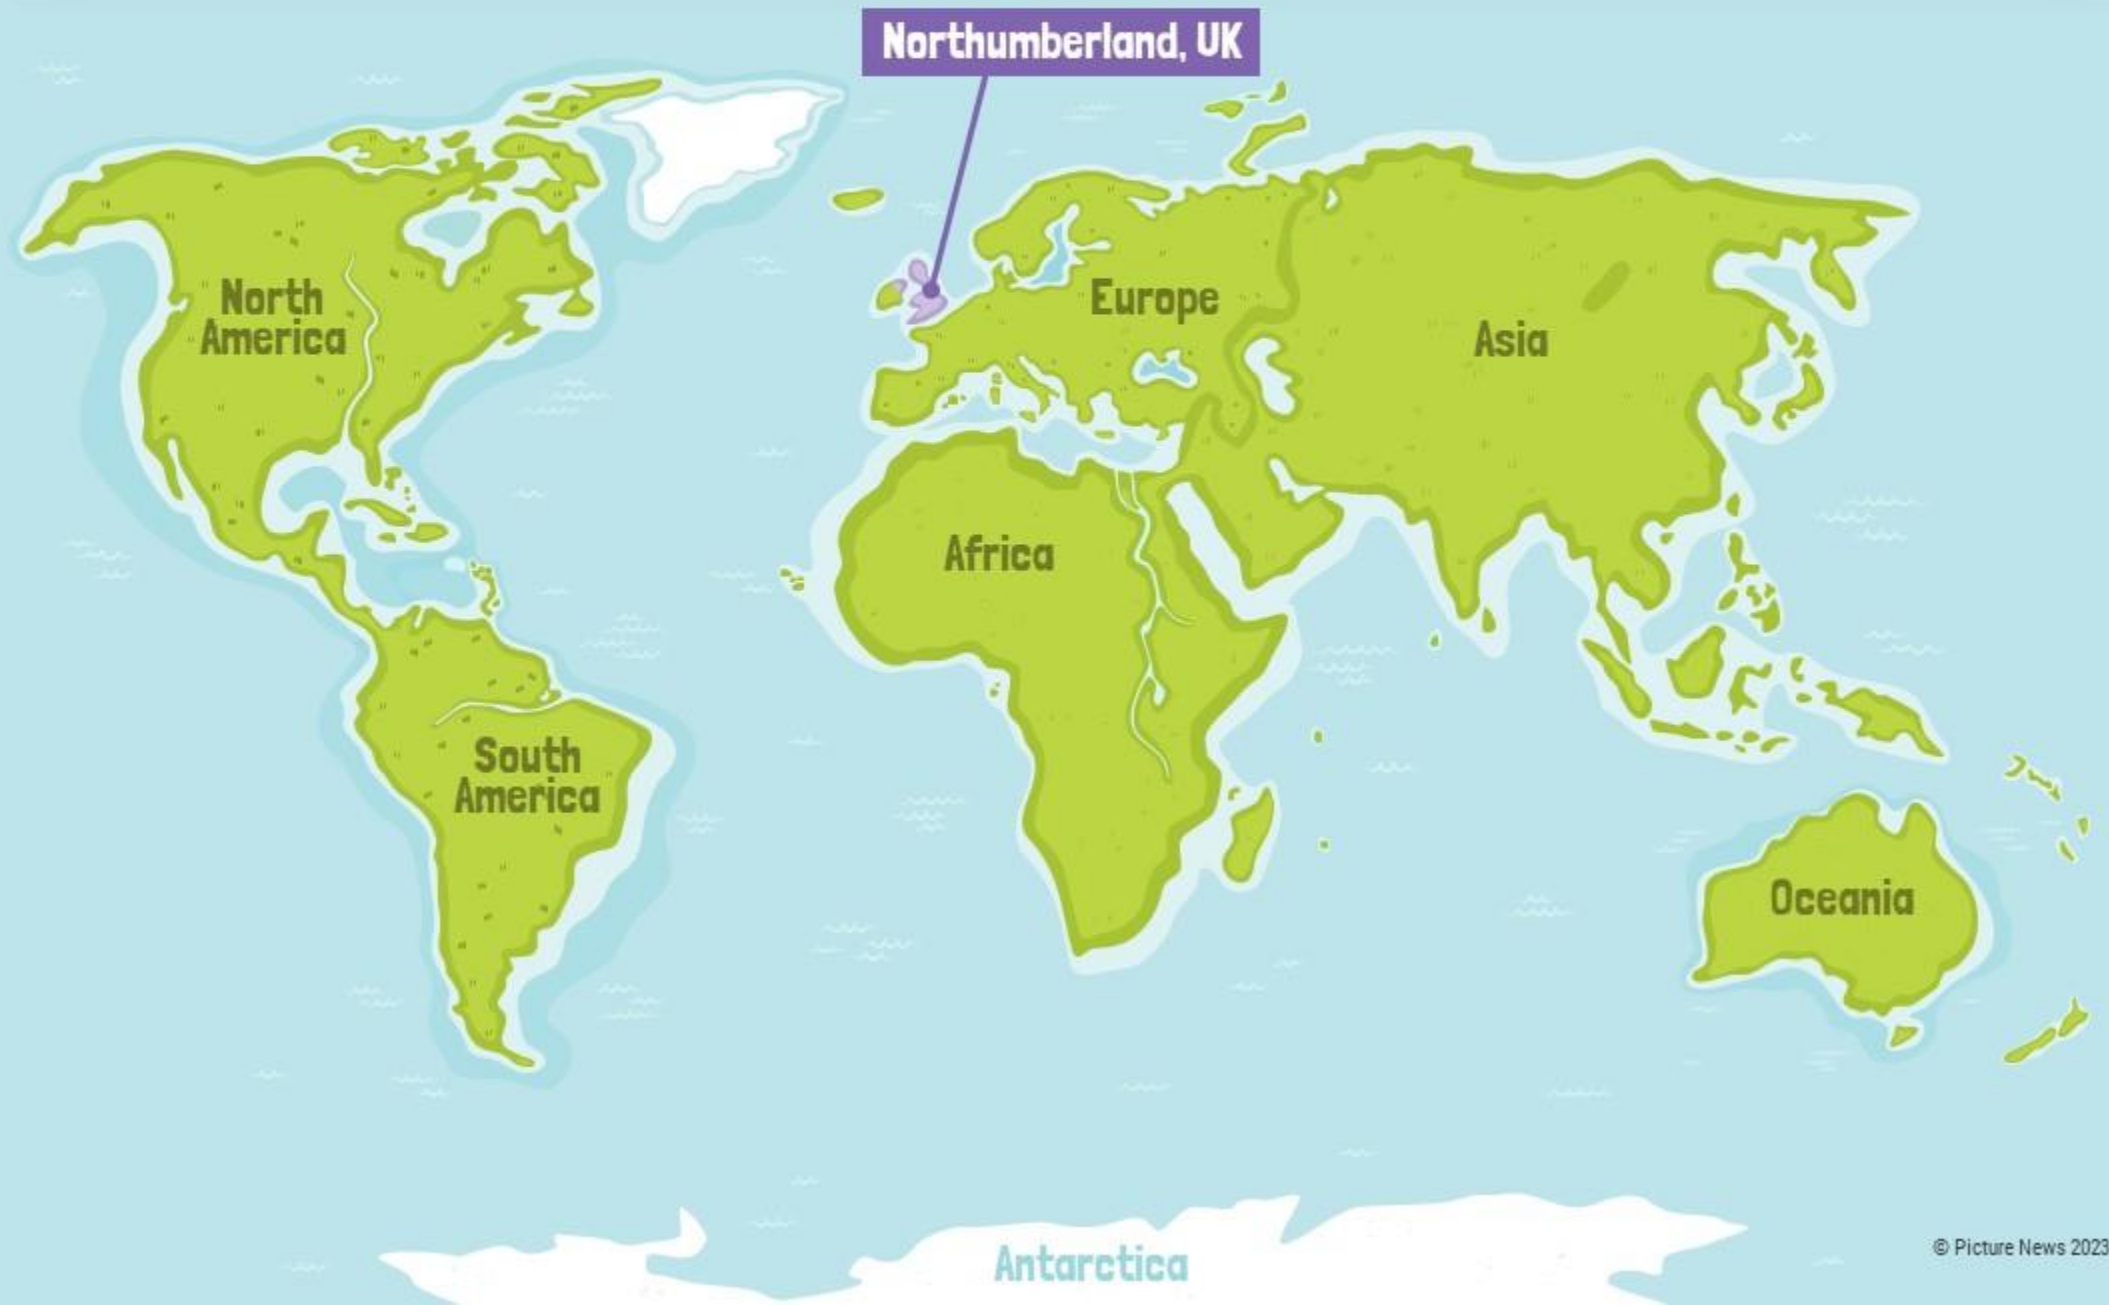 Northumberland, UK
North
America
Europe
Asia
Africa
South
America
Oceania
Antarctica
© Picture News 2023